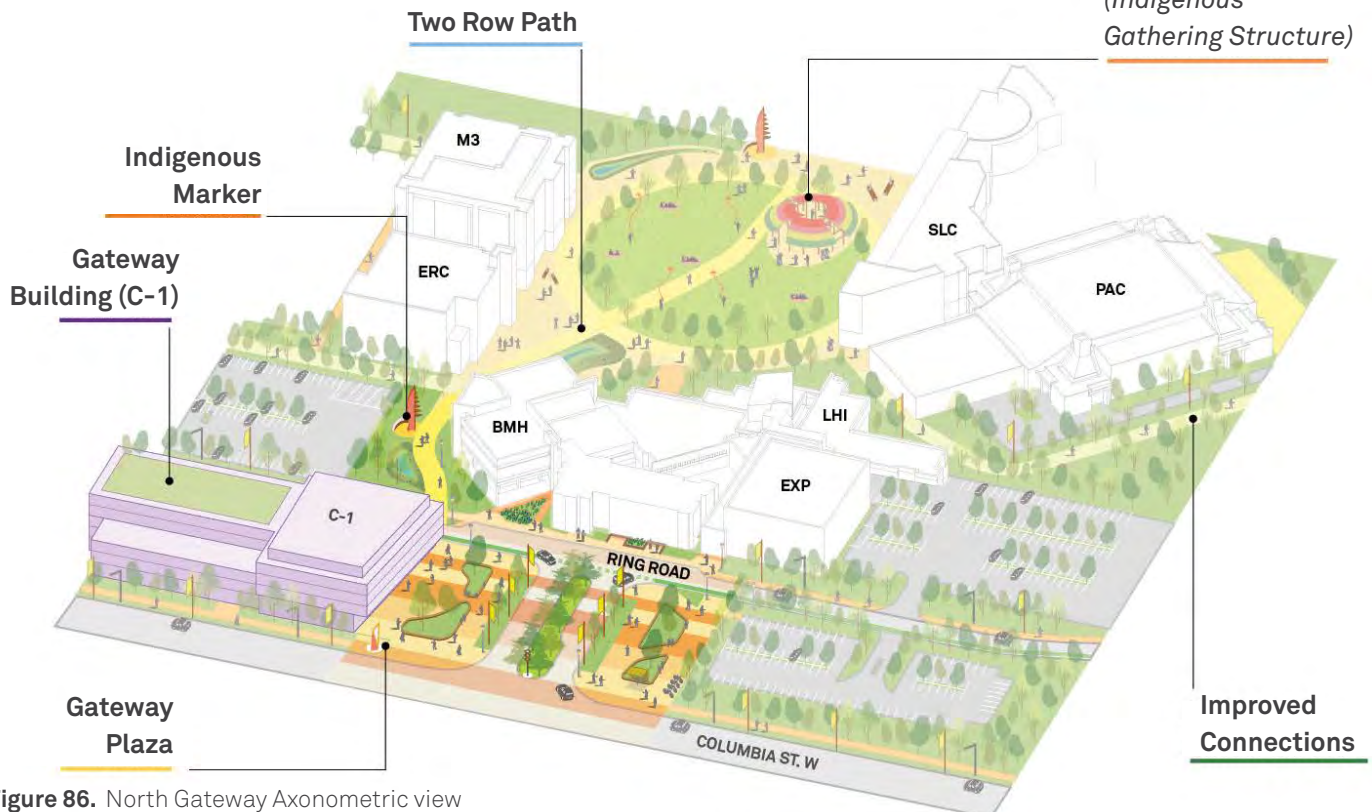 (Indigenous
Gathering Structure)
Two Row Path
Indigenous
Marker
Gateway
Building (C-1)
M3
ERC
SLC
PAC
BMH
LHI
EXP
C-1
RING ROAD
COLUMBIA ST. W
Gateway
Plaza
Improved
Connections
Figure 86. North Gateway Axonometric view